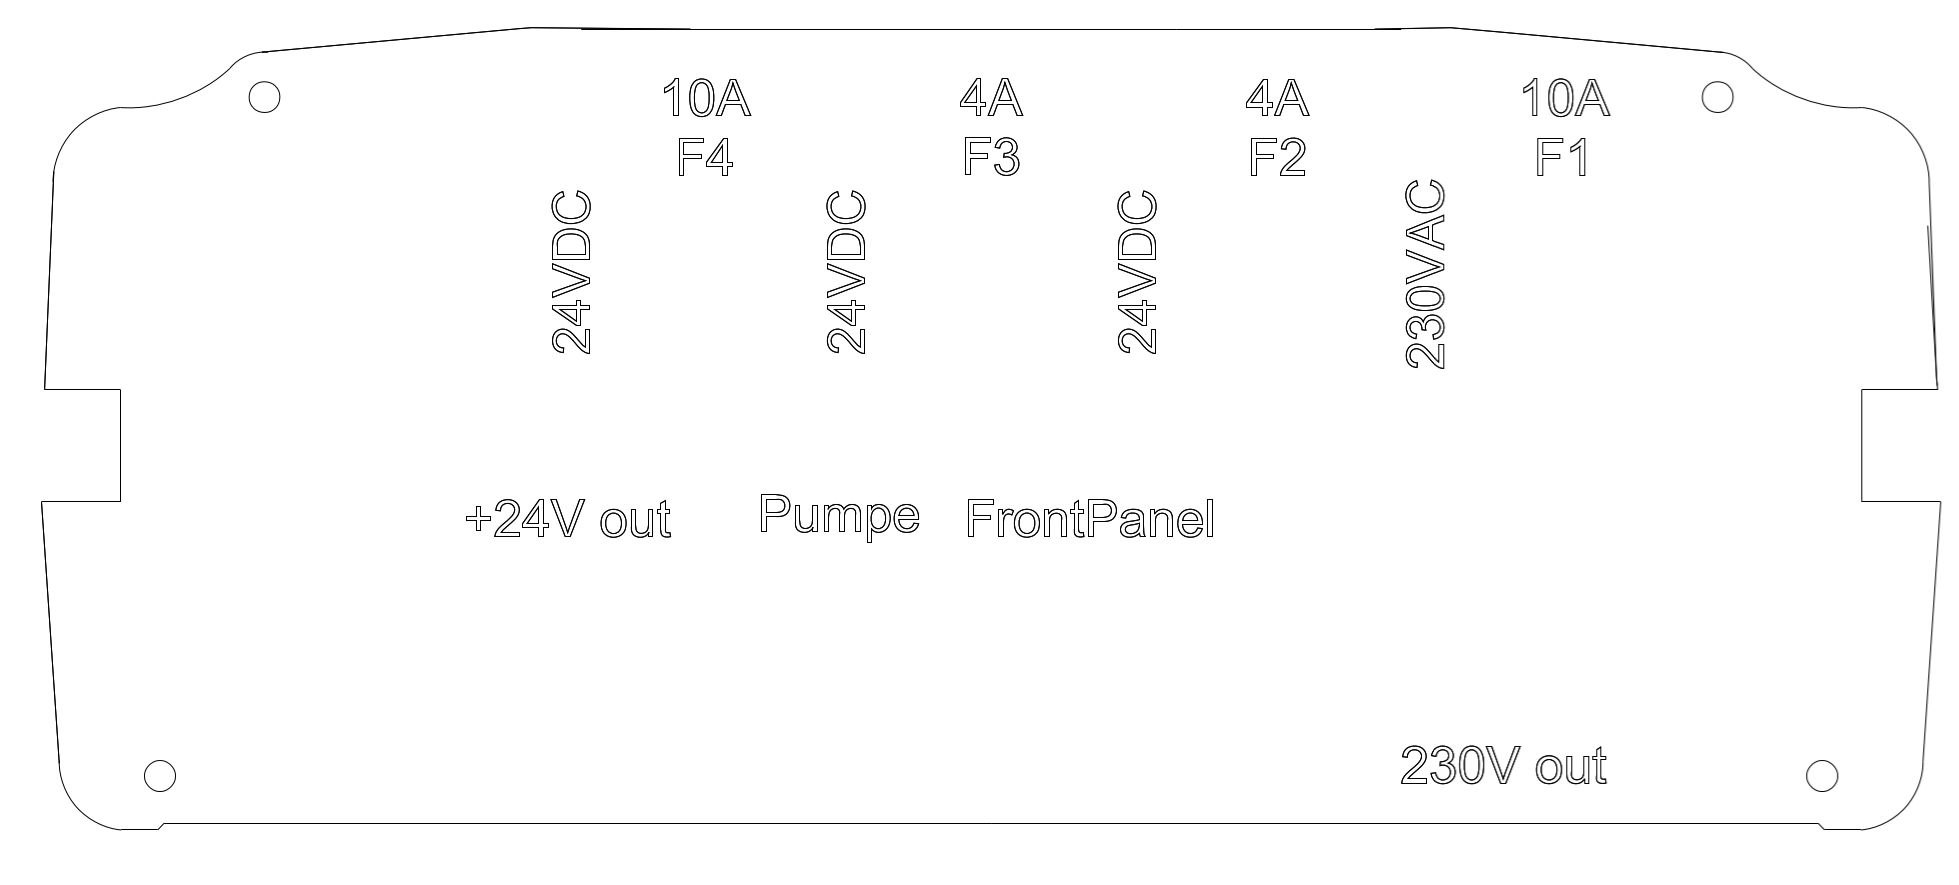 10A
F4
4A
F3
4A
F2
10A
F1
24VDC
24VDC
24VDC
230VAC
+24V out
Pumpe
FrontPanel
230V out